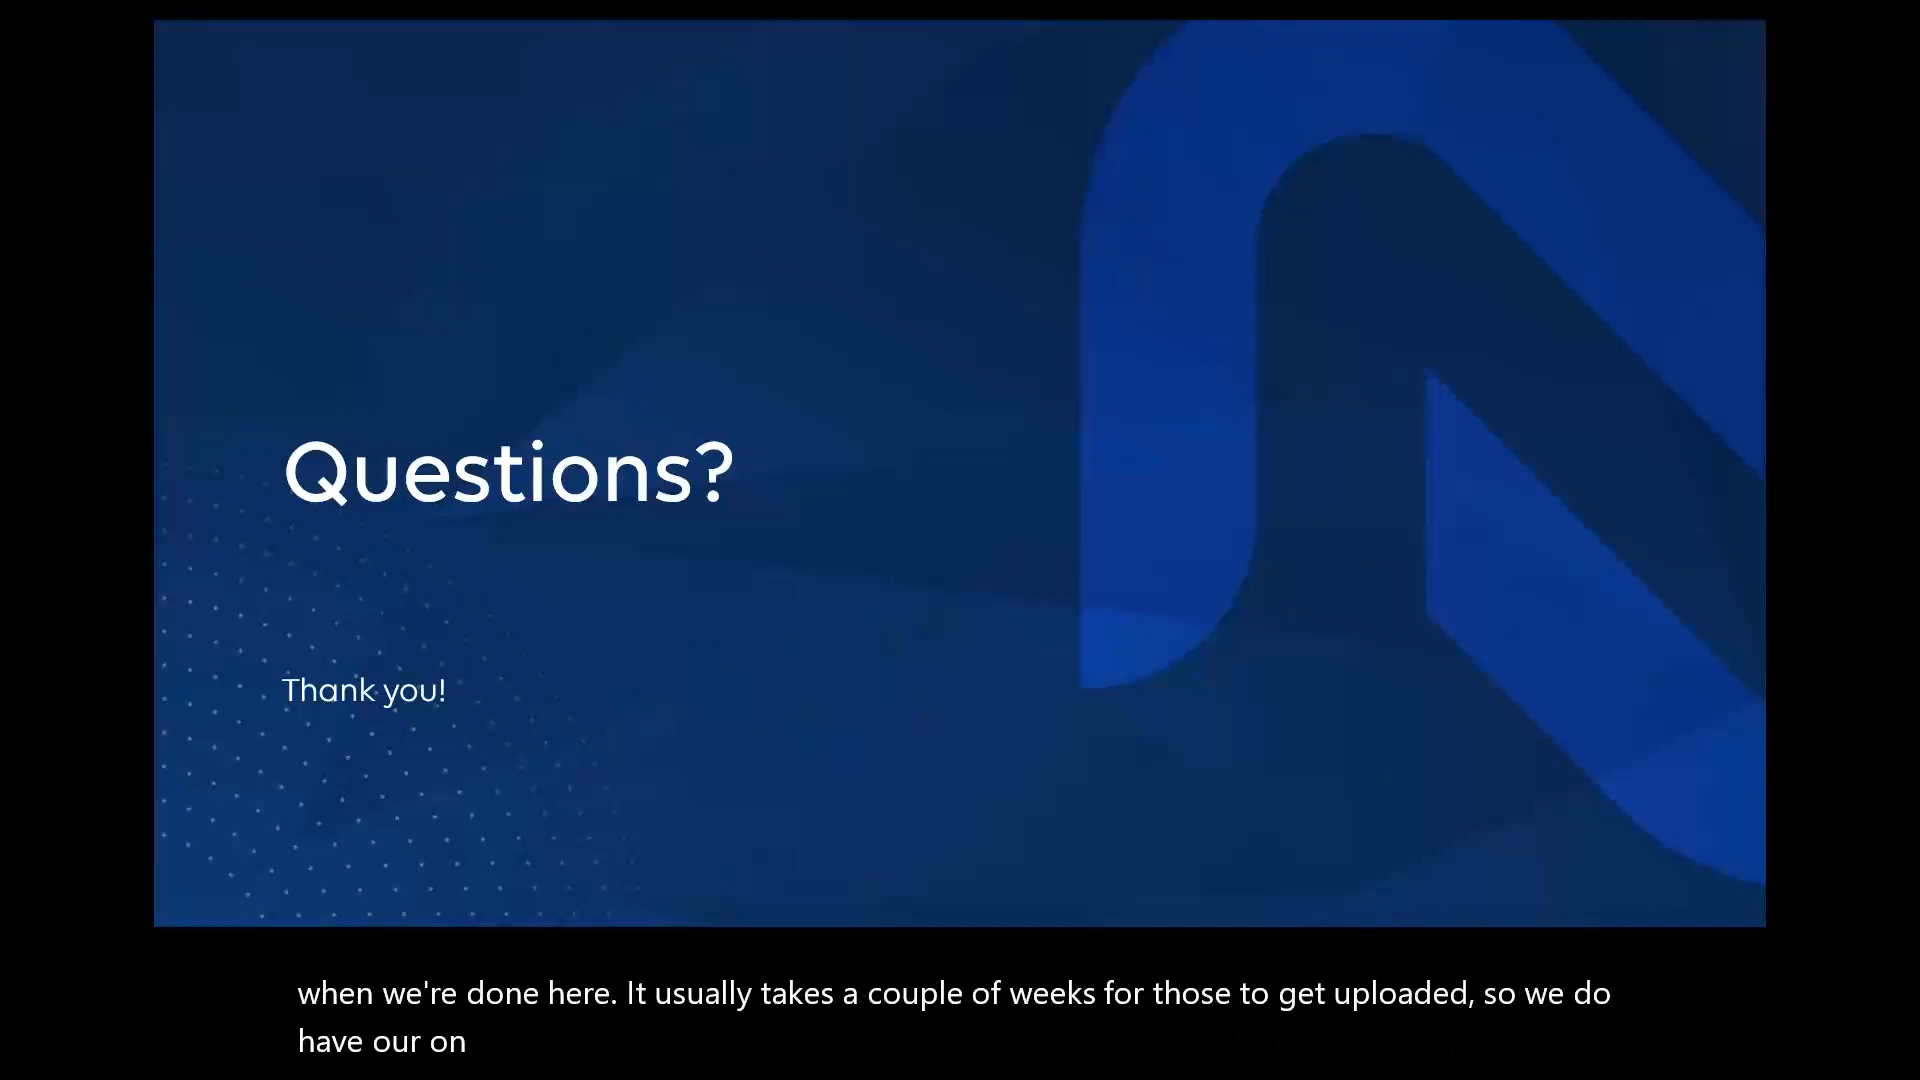 Questions?
Thank you!
when we're done here. It usually takes a couple of weeks for those to get uploaded, so we do
have our on